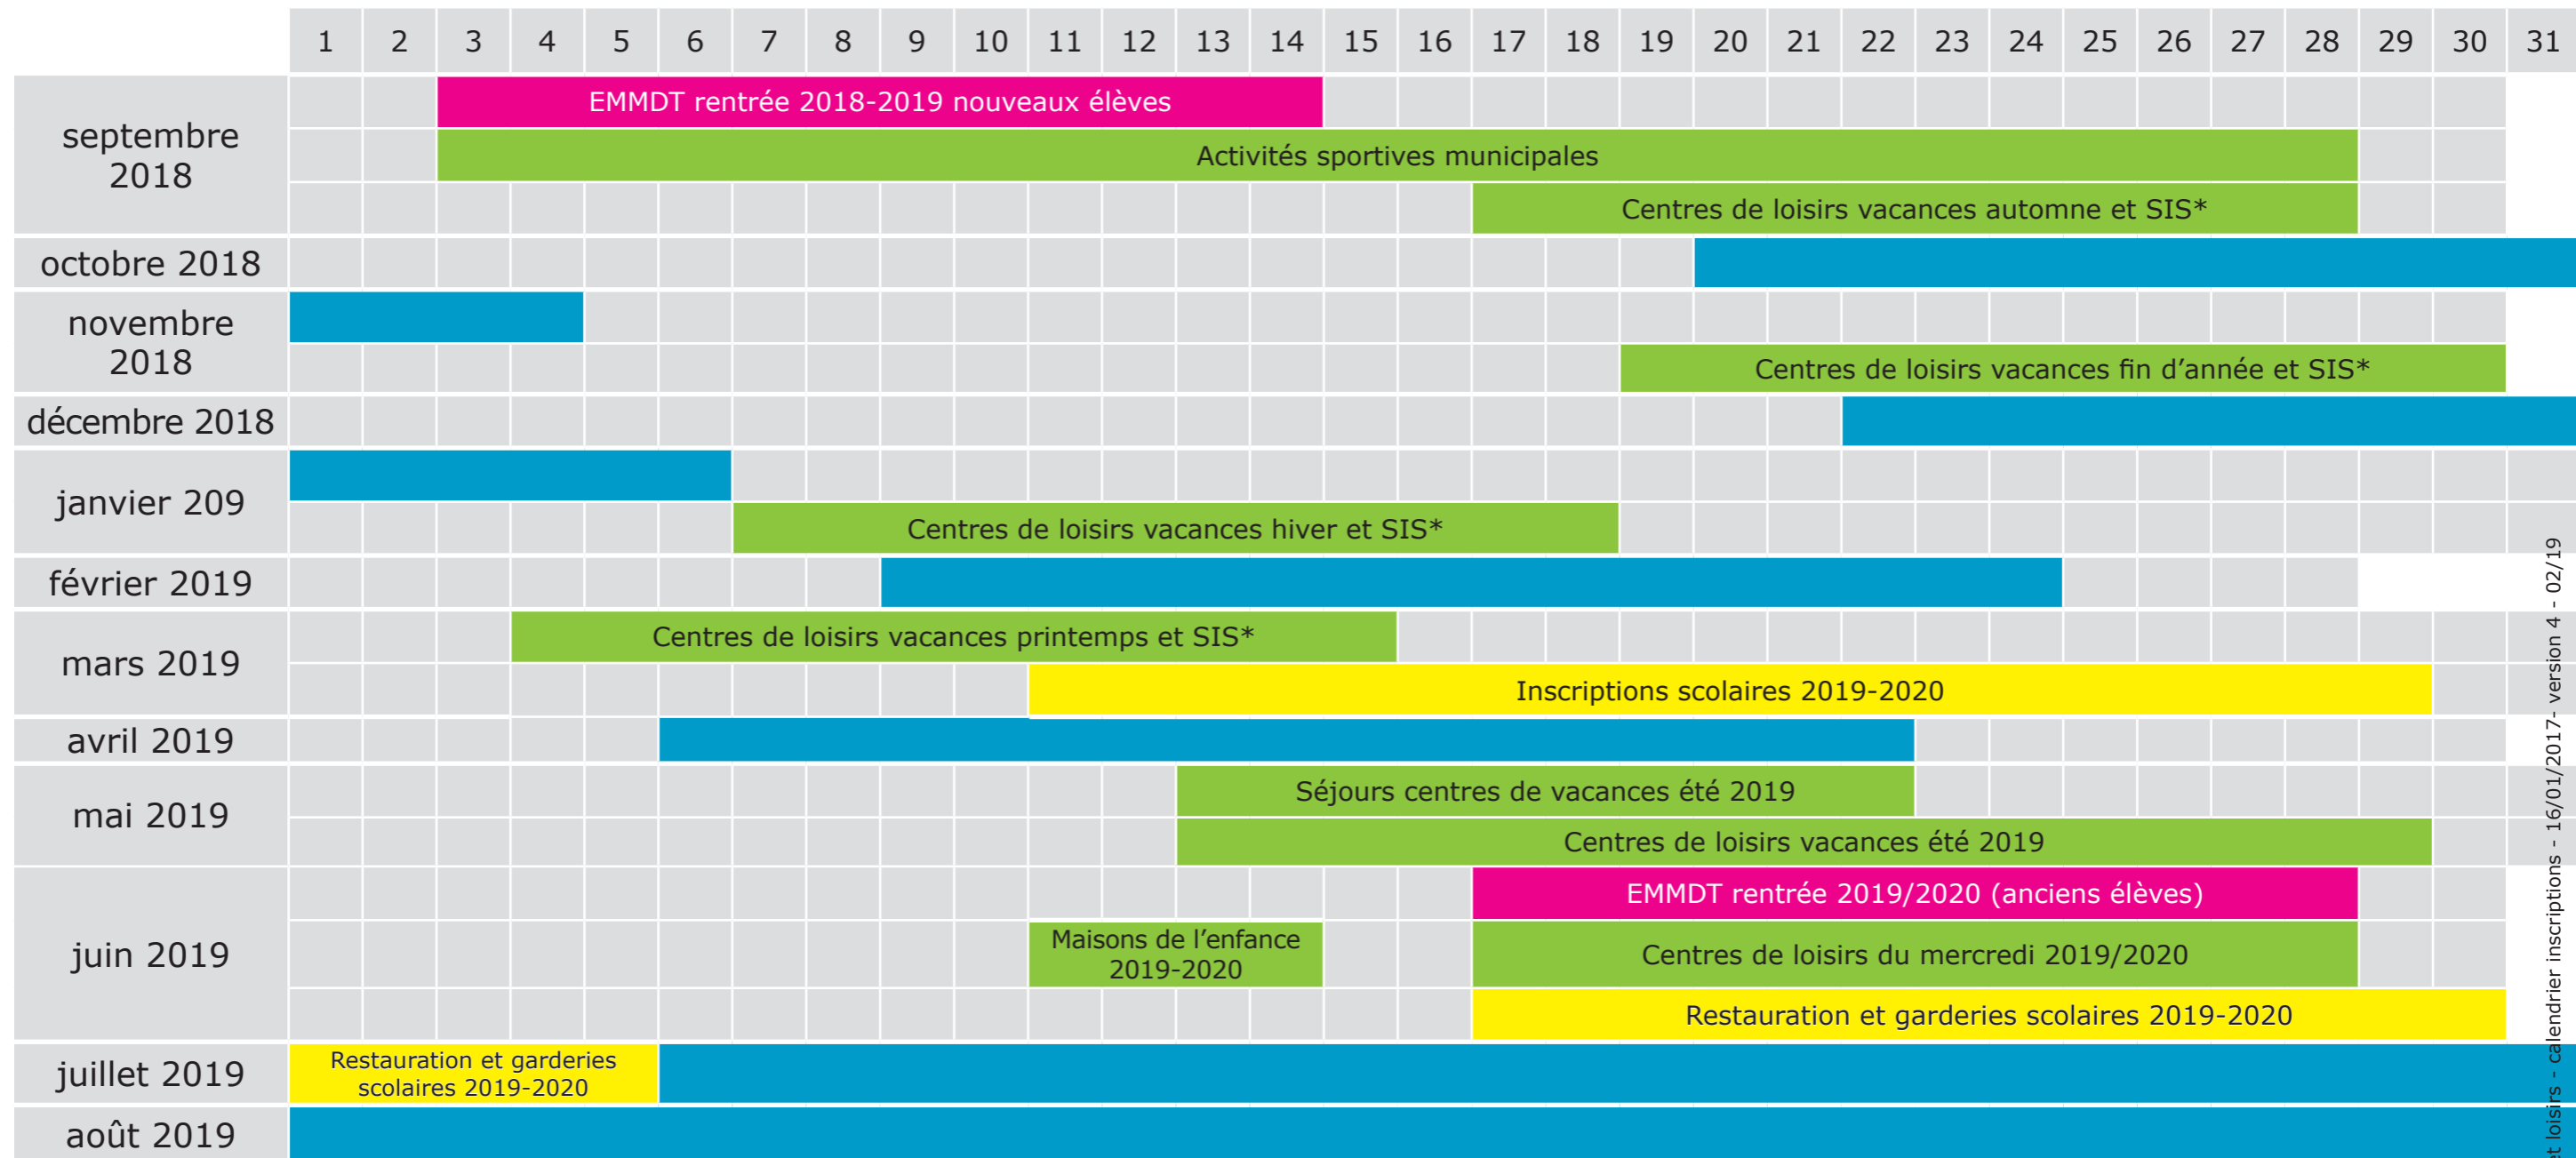 1 2 3 4 5 6 7 8 9 10 11 12 13 14 15 16 17 18 19 20 21 22 23 24 25 26 27 28 29 30 31
septembre
2018
EMMDT rentrée 2018-2019 nouveaux élèves
Activités sportives municipales
Centres de loisirs vacances automne et SIS*
octobre 2018
novembre
2018
Centres de loisirs vacances fin d’année et SIS*
décembre 2018
janvier 209
Centres de loisirs vacances hiver et SIS*
février 2019
mars 2019
Centres de loisirs vacances printemps et SIS*
Inscriptions scolaires 2019-2020
avril 2019
mai 2019
Séjours centres de vacances été 2019
Centres de loisirs vacances été 2019
juin 2019
EMMDT rentrée 2019/2020 (anciens élèves)
Maisons de l’enfance
2019-2020
Centres de loisirs du mercredi 2019/2020
Restauration et garderies scolaires 2019-2020
juillet 2019
Restauration et garderies
scolaires 2019-2020
août 2019
et loisirs - calendrier inscriptions - 16/01/2017- version 4 - 02/19